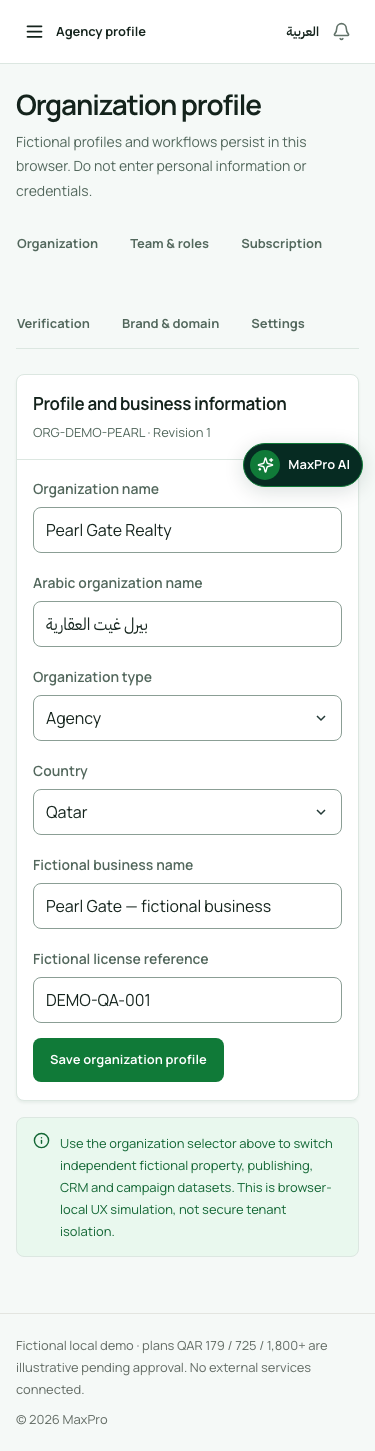 Agency profile
العربية
Organization profile
Fictional profiles and workflows persist in this
browser. Do not enter personal information or
credentials.
Organization
Team & roles
Subscription
Verification
Brand & domain
Settings
Profile and business information
ORG-DEMO-PEARL · Revision 1
MaxPro AI
Organization name
Pearl Gate Realty
Arabic organization name
بيرل غيت العقارية
Organization type
Agency
Country
Qatar
Fictional business name
Pearl Gate — fictional business
Fictional license reference
DEMO-QA-001
Save organization profile
Use the organization selector above to switch
independent fictional property, publishing,
CRM and campaign datasets. This is browser-
local UX simulation, not secure tenant
isolation.
Fictional local demo · plans QAR 179 / 725 / 1,800+ are
illustrative pending approval. No external services
connected.
© 2026 MaxPro